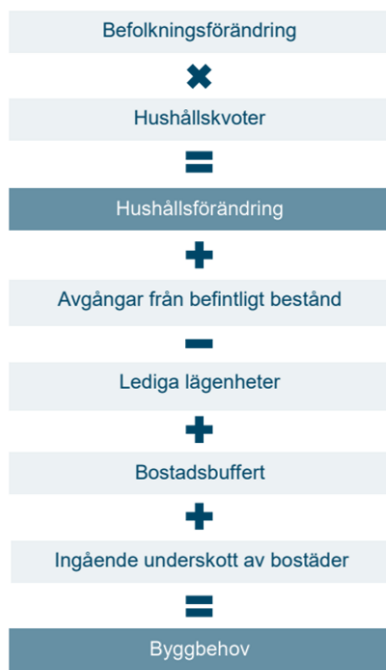 Befolkningsförändring
×
Hushållskvoter
=
Hushållsförändring
+
Avgångar från befintligt bestånd
−
Lediga lägenheter
+
Bostadsbuffert
+
Ingående underskott av bostäder
=
Byggbehov